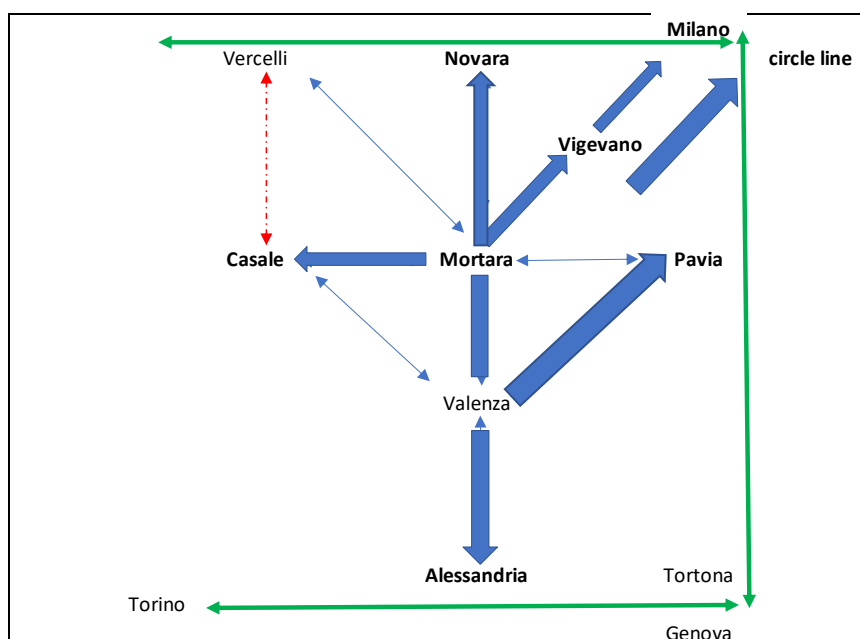 Milano
Vercelli Novara circle line
Vigevano
Casale Mortara Pavia
Valenza
Alessandria Tortona
Torino
Genova